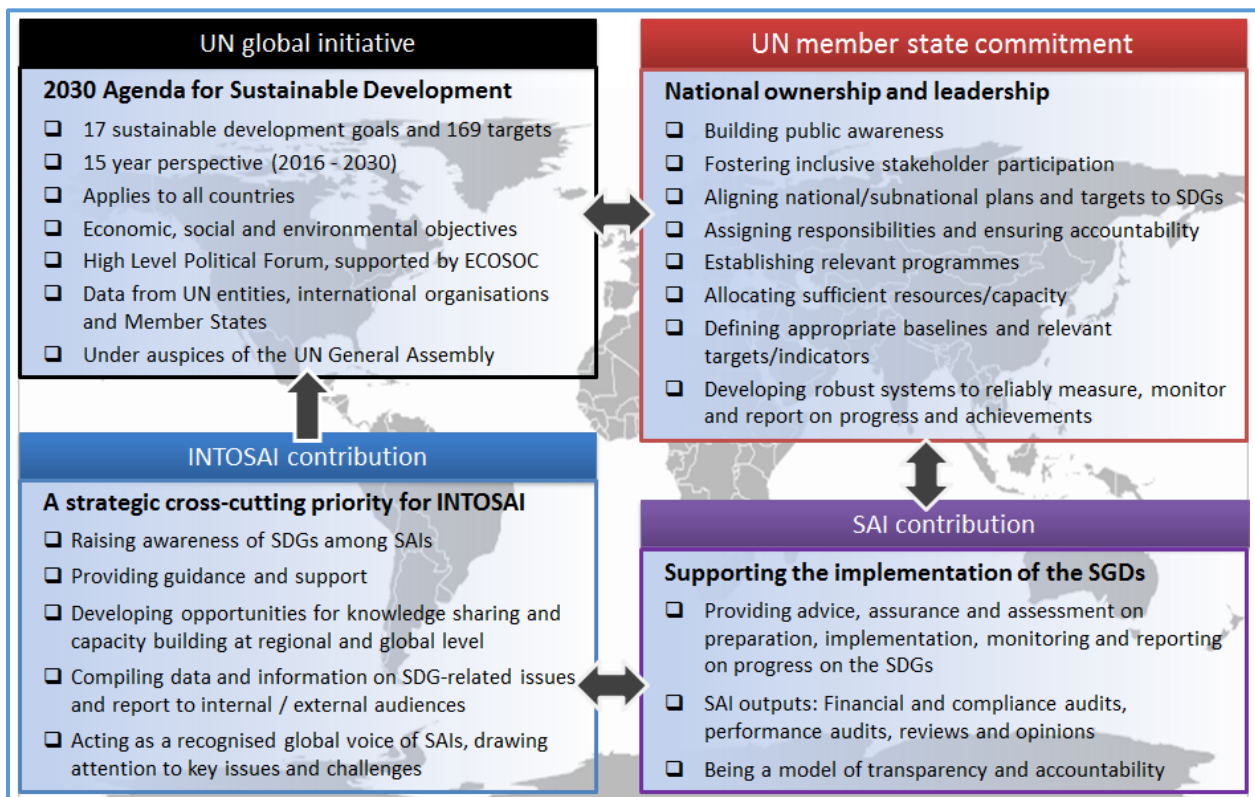 UN global initiative
2030 Agenda for Sustainable Development
17 sustainable development goals and 169 targets
15 year perspective (2016 - 2030)
Applies to all countries
Economic, social and environmental objectives
High Level Political Forum, supported by ECOSOC
Data from UN entities, international organisations
and Member States
Under auspices of the UN General Assembly
UN member state commitment
National ownership and leadership
Building public awareness
Fostering inclusive stakeholder participation
Aligning national/subnational plans and targets to SDGs
Assigning responsibilities and ensuring accountability
Establishing relevant programmes
Allocating sufficient resources/capacity
Defining appropriate baselines and relevant
targets/indicators
Developing robust systems to reliably measure, monitor
and report on progress and achievements
INTOSAI contribution
A strategic cross-cutting priority for INTOSAI
Raising awareness of SDGs among SAIs
Providing guidance and support
Developing opportunities for knowledge sharing and
capacity building at regional and global level
Compiling data and information on SDG-related issues
and report to internal / external audiences
Acting as a recognised global voice of SAIs, drawing
attention to key issues and challenges
SAI contribution
Supporting the implementation of the SGDs
Providing advice, assurance and assessment on
preparation, implementation, monitoring and reporting
on progress on the SDGs
SAI outputs: Financial and compliance audits,
performance audits, reviews and opinions
Being a model of transparency and accountability